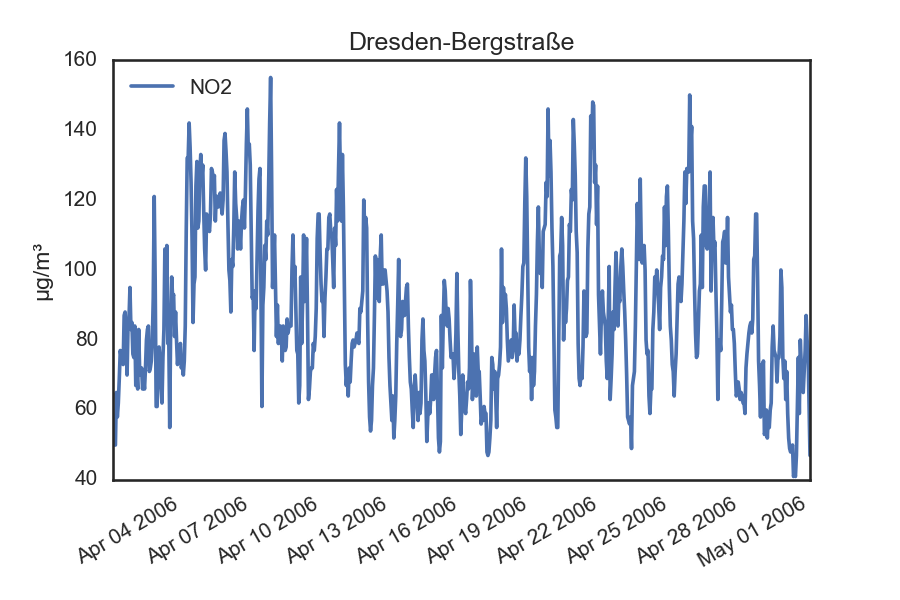 Dresden-Bergstraße
µg/m³
160
140
120
100
80
60
40
NO2
Apr 04 2006
Apr 07 2006
Apr 10 2006
Apr 13 2006
Apr 16 2006
Apr 19 2006
Apr 22 2006
Apr 25 2006
Apr 28 2006
May 01 2006